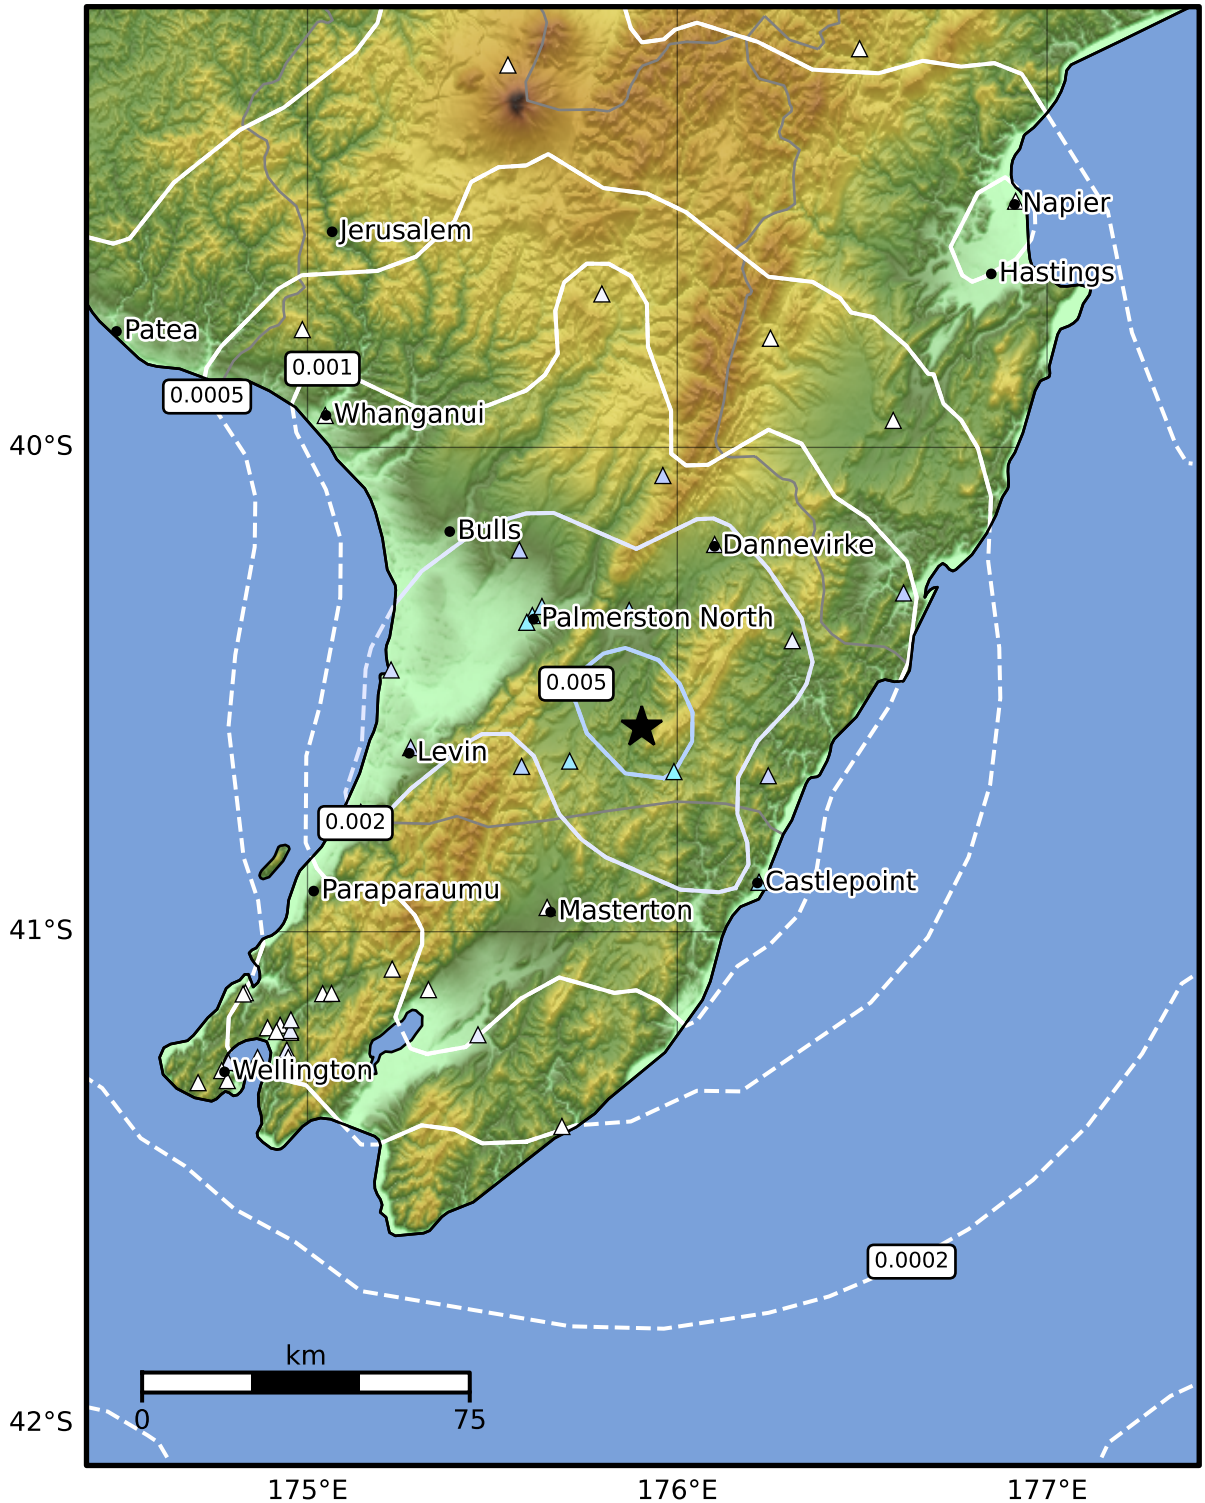 Napier
Jerusalem
Hastings
Patea
0.001
0.0005
Whanganui
40°S
Bulls
Dannevirke
Palmerston North
0.005
Levin
0.002
Castlepoint
Paraparaumu
Masterton
41°S
Wellington
0.0002
km
0
75
42°S
175°E
176°E
177°E